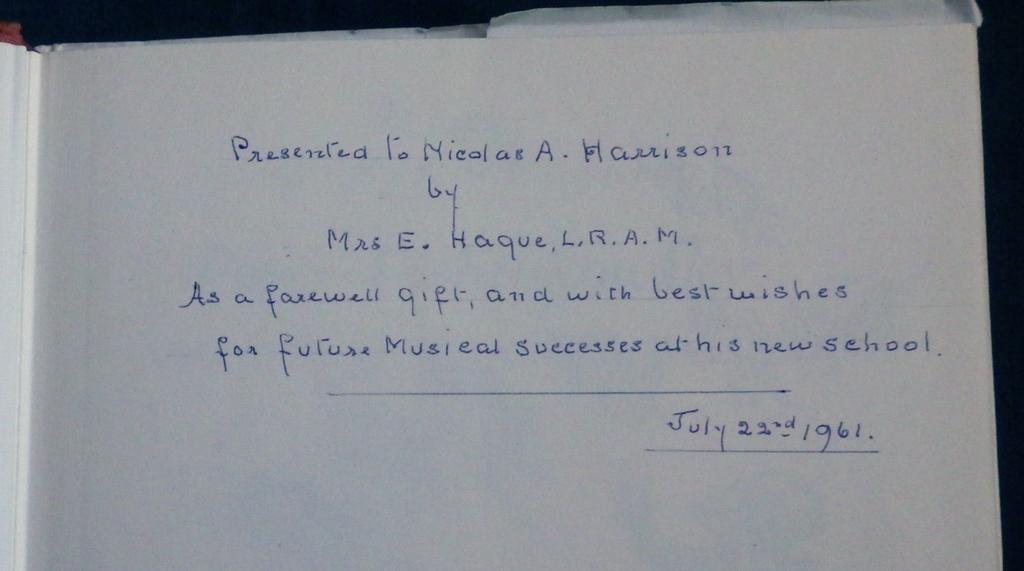 Presented to Nicolas A. Harrison
by
Mrs E. Haque, L.R.A.M.
As a farewell gift, and with best wishes
for future Musical successes at his new school.
July 22nd 1961.